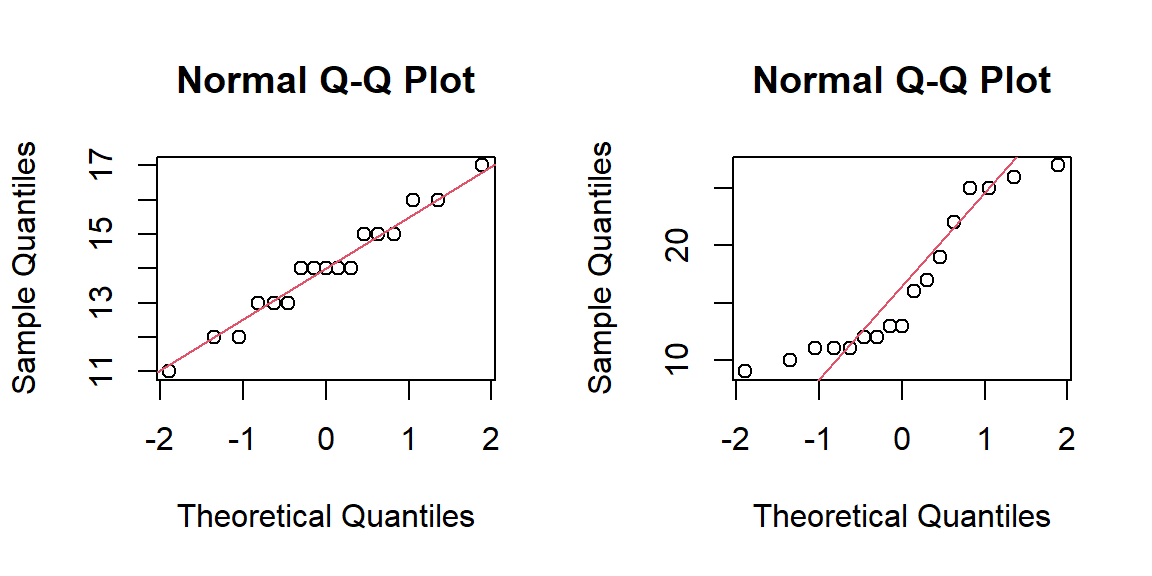 Normal Q-Q Plot
Sample Quantiles
17
15
13
11
-2 -1 0 1 2
Theoretical Quantiles
Normal Q-Q Plot
Sample Quantiles
20
10
-2 -1 0 1 2
Theoretical Quantiles